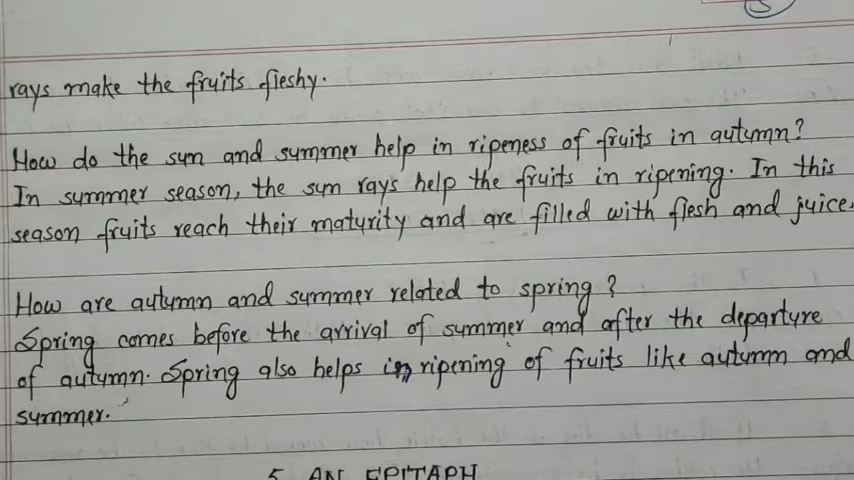 5
rays make the fruits fleshy.
How do the sun and summer help in ripeness of fruits in autumn?
In summer season, the sun rays help the fruits in ripening. In this
season fruits reach their maturity and are filled with flesh and juice.
How are autumn and summer related to spring?
Spring comes before the arrival of summer and after the departure
of autumn. Spring also helps in ripening of fruits like autumn and
summer.
5. AN EPITAPH